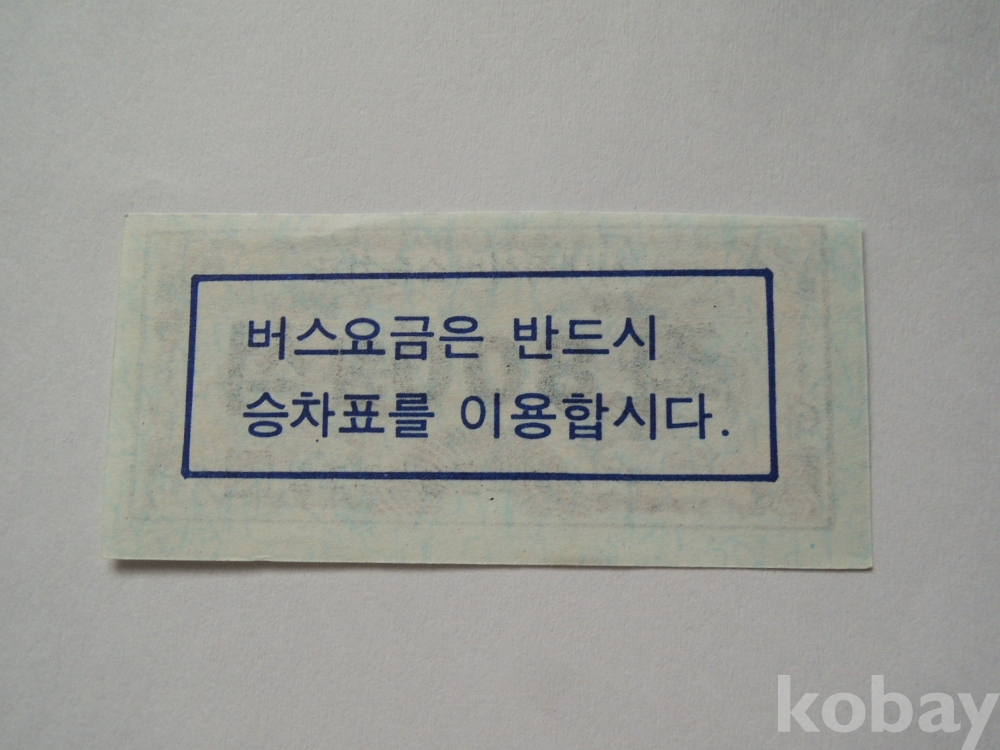 버스요금은 반드시
승차표를 이용합시다.
kobay